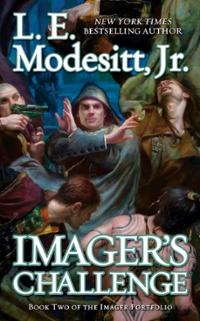 NEW YORK TIMES
BESTSELLING AUTHOR
L. E.
Modesitt, Jr.
IMAGER'S
CHALLENGE
BOOK TWO OF THE IMAGER PORTFOLIO